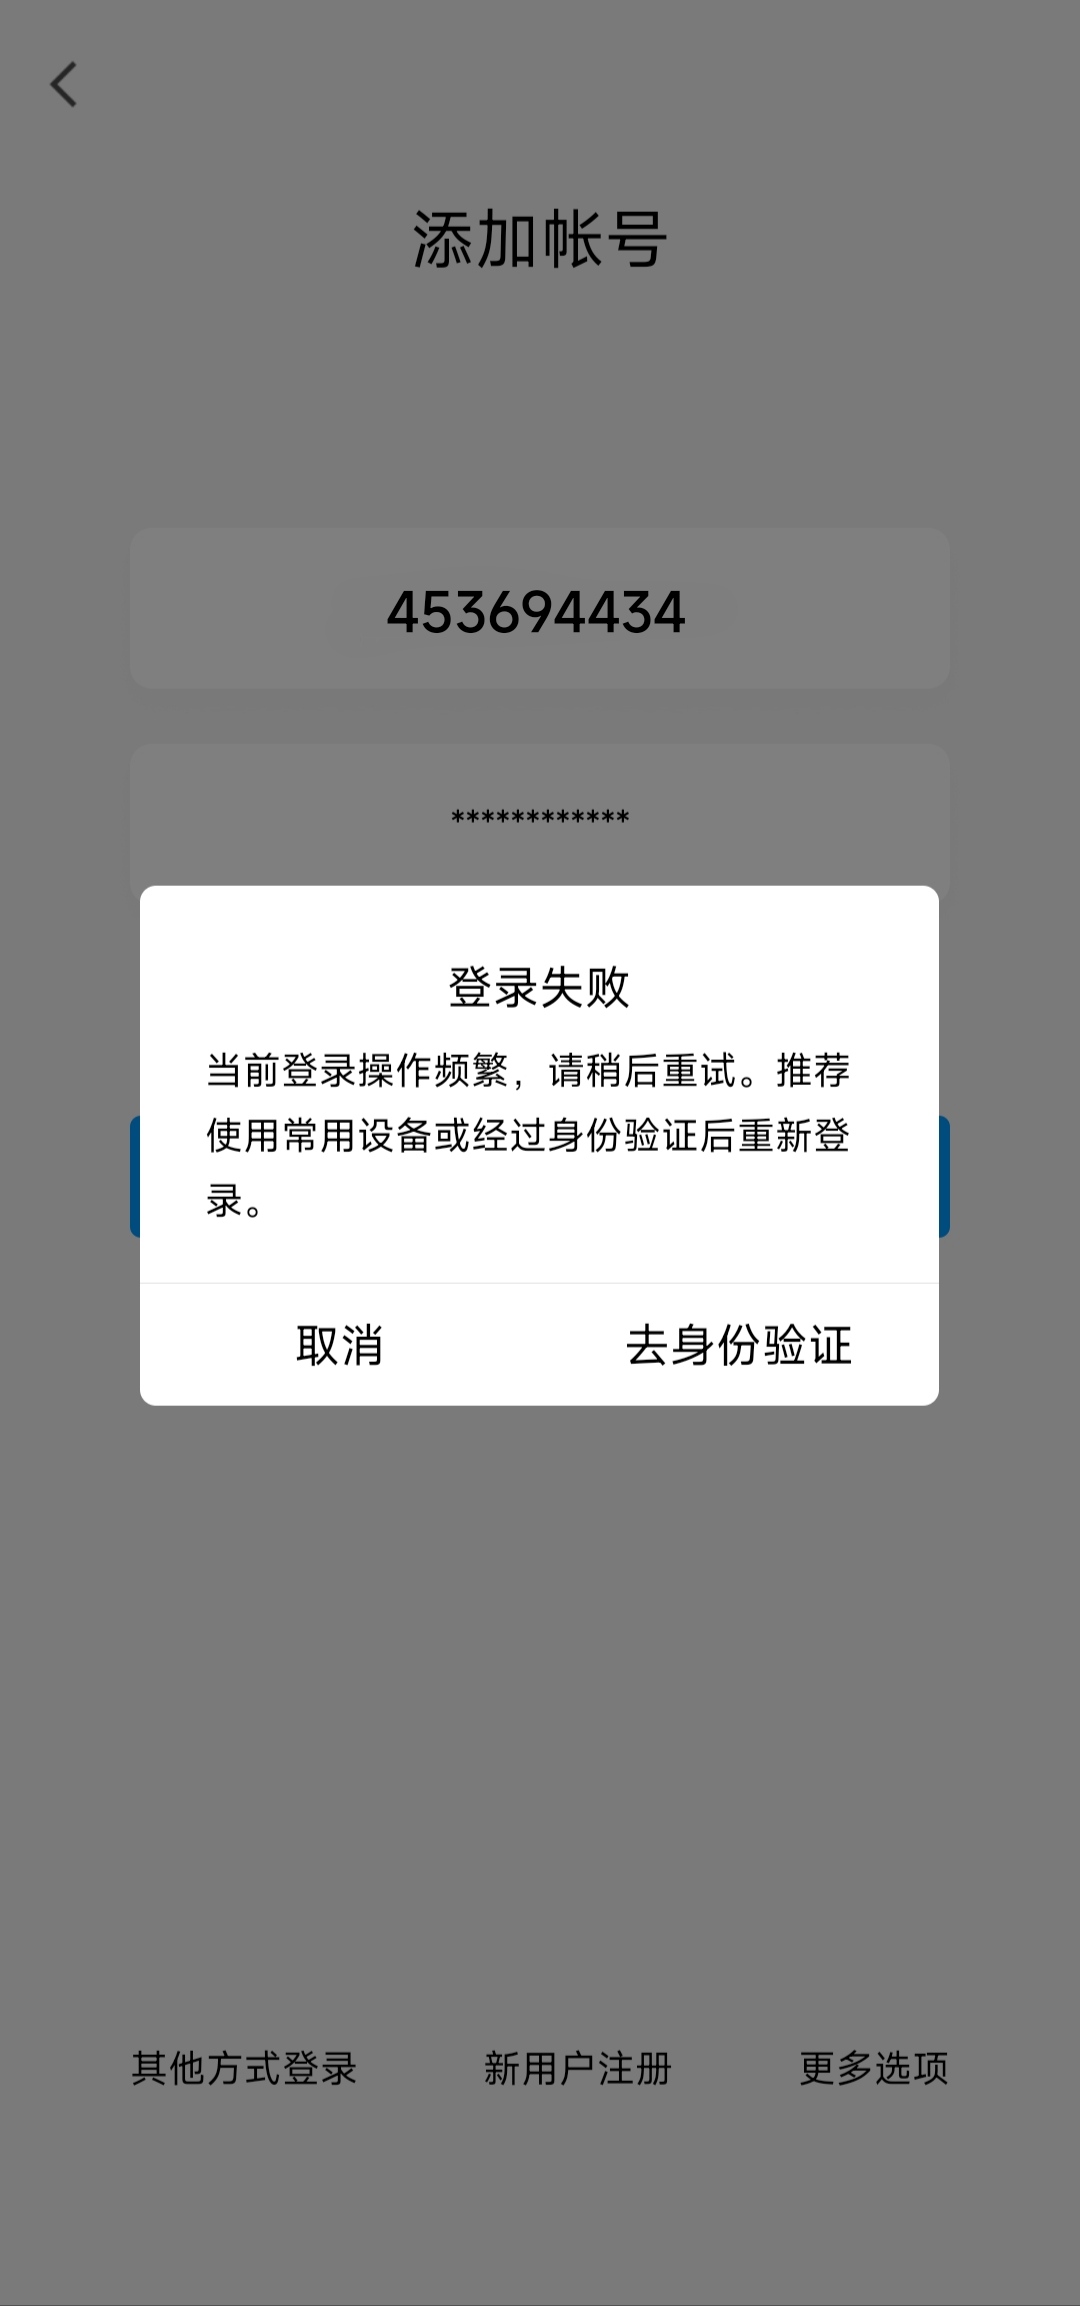 添加帐号
453694434
************
登录失败
当前登录操作频繁，请稍后重试。推荐
使用常用设备或经过身份验证后重新登
录。
取消 去身份验证
其他方式登录 新用户注册 更多选项